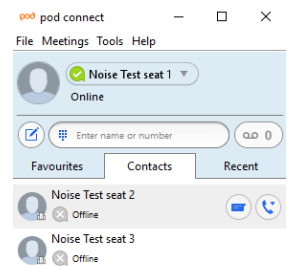 pod pod connect
File Meetings Tools Help
Noise Test seat 1
Online
Enter name or number
0
Favourites Contacts Recent
Noise Test seat 2
Offline
Noise Test seat 3
Offline